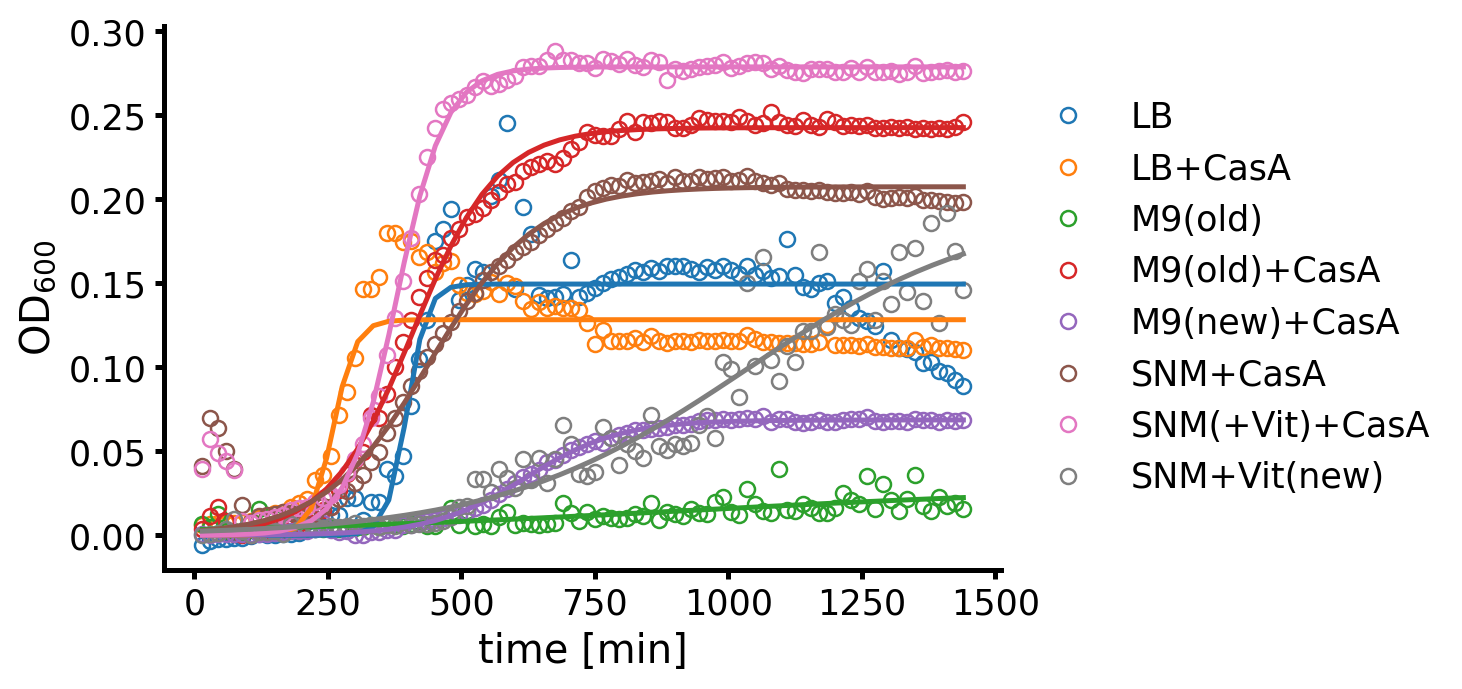 0.30
0.25
0.20
0.15
0.10
0.05
0.00
OD600
0 250 500 750 1000 1250 1500
time [min]
LB
LB+CasA
M9(old)
M9(old)+CasA
M9(new)+CasA
SNM+CasA
SNM(+Vit)+CasA
SNM+Vit(new)